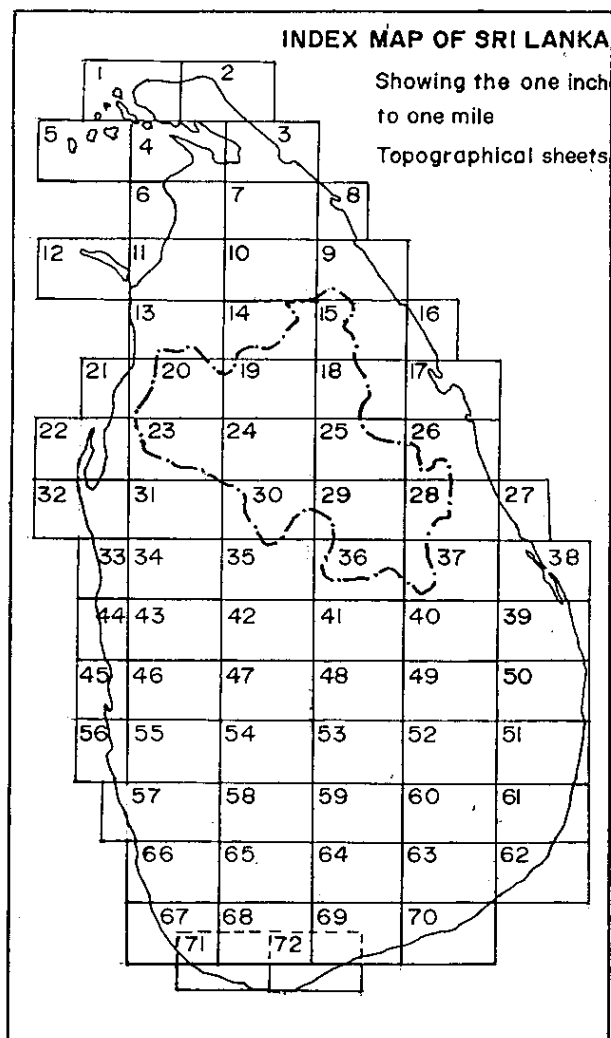 INDEX MAP OF SRI LANKA
Showing the one inch
to one mile
Topographical sheets
1 2
5 4 3
6 7 8
12 11 10 9
13 14 15 16
21 20 19 18 17
22 23 24 25 26
32 31 30 29 28 27
33 34 35 36 37 38
44 43 42 41 40 39
45 46 47 48 49 50
56 55 54 53 52 51
57 58 59 60 61
66 65 64 63 62
67 68 69 70
71 72